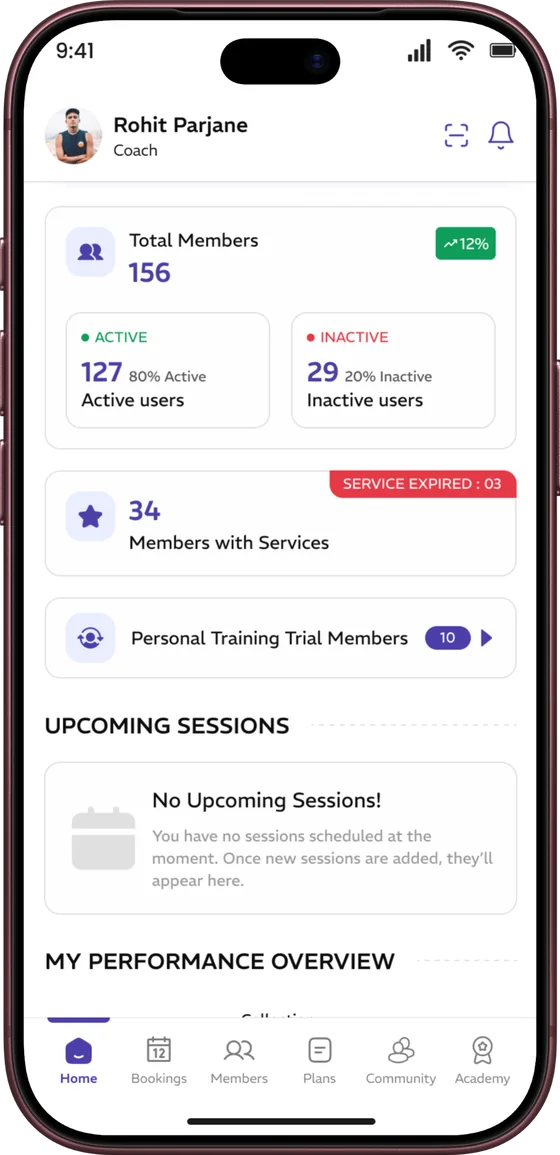 9:41
Rohit Parjane
Coach
Total Members
156
12%
ACTIVE
127 80% Active
Active users
INACTIVE
29 20% Inactive
Inactive users
SERVICE EXPIRED : 03
34
Members with Services
Personal Training Trial Members 10
UPCOMING SESSIONS
No Upcoming Sessions!
You have no sessions scheduled at the
moment. Once new sessions are added, they’ll
appear here.
MY PERFORMANCE OVERVIEW
12
Home Bookings Members Plans Community Academy